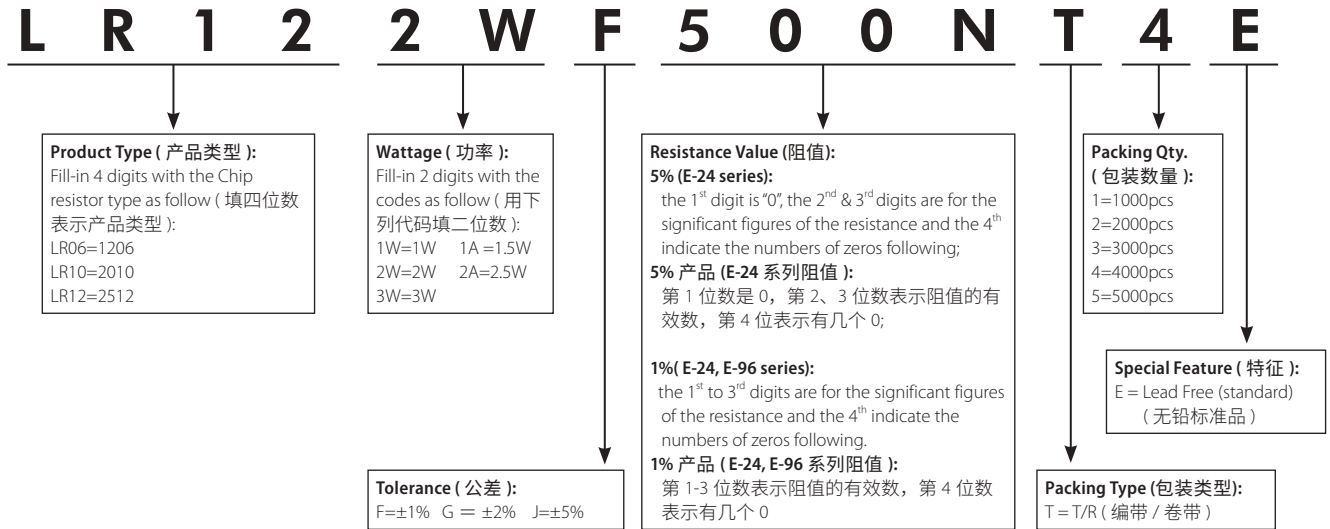 L R 1 2 2 W F 5 0 0 N T 4 E
Product Type ( 产品类型 ):
Fill-in 4 digits with the Chip
resistor type as follow ( 填四位数
表示产品类型 ):
LR06=1206
LR10=2010
LR12=2512
Wattage ( 功率 ):
Fill-in 2 digits with the
codes as follow ( 用下
列代码填二位数 ):
1W=1W 1A =1.5W
2W=2W 2A=2.5W
3W=3W
Tolerance ( 公差 ):
F=±1% G = ±2% J=±5%
Resistance Value (阻值):
5% (E-24 series):
the 1st digit is "0", the 2nd & 3rd digits are for the
significant figures of the resistance and the 4th
indicate the numbers of zeros following;
5% 产品 (E-24 系列阻值 ):
第 1 位数是 0，第 2、3 位数表示阻值的有
效数，第 4 位表示有几个 0;
1%( E-24, E-96 series):
the 1st to 3rd digits are for the significant figures
of the resistance and the 4th indicate the
numbers of zeros following.
1% 产品 ( E-24, E-96 系列阻值 ):
第 1-3 位数表示阻值的有效数，第 4 位数
表示有几个 0
Packing Qty.
( 包装数量 ):
1=1000pcs
2=2000pcs
3=3000pcs
4=4000pcs
5=5000pcs
Special Feature ( 特征 ):
E = Lead Free (standard)
( 无铅标准品 )
Packing Type (包装类型):
T = T/R ( 编带 / 卷带 )